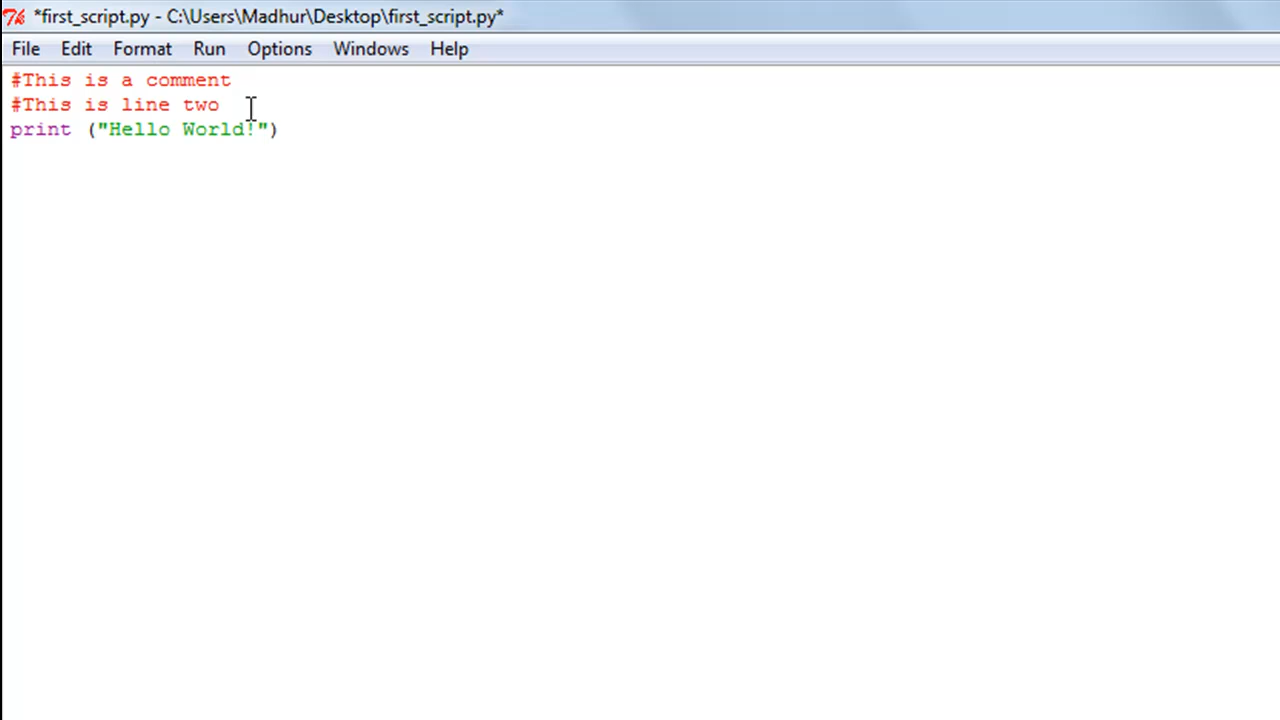 *first_script.py - C:\Users\Madhur\Desktop\first_script.py*
File Edit Format Run Options Windows Help
#This is a comment
#This is line two
print ("Hello World!")